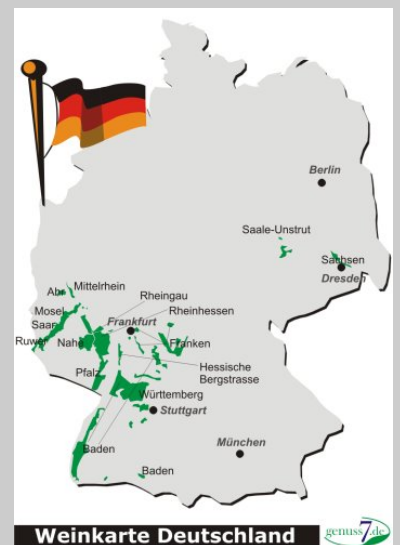 Berlin
Saale-Unstrut
Sachsen
Dresden
Ahr
Mittelrhein
Rheingau
Mosel
Saar
Rheinhessen
Frankfurt
Ruwer
Nahe
Franken
Pfalz
Hessische
Bergstrasse
Württemberg
Stuttgart
München
Baden
Baden
Weinkarte Deutschland
genuss7.de